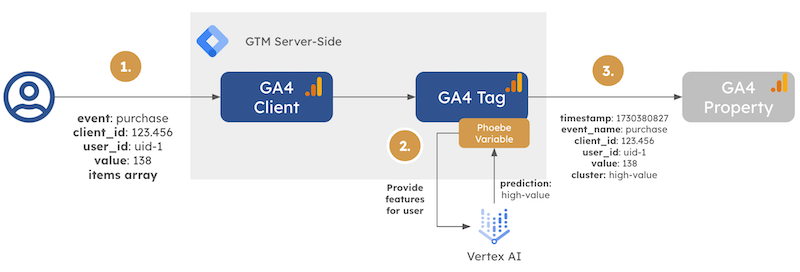 GTM Server-Side
1.
event: purchase
client_id: 123.456
user_id: uid-1
value: 138
items array
GA4
Client
GA4 Tag
Phoebe
Variable
2.
Provide
features
for user
prediction:
high-value
Vertex AI
3.
timestamp: 1730380827
event_name: purchase
client_id: 123.456
user_id: uid-1
value: 138
cluster: high-value
GA4
Property